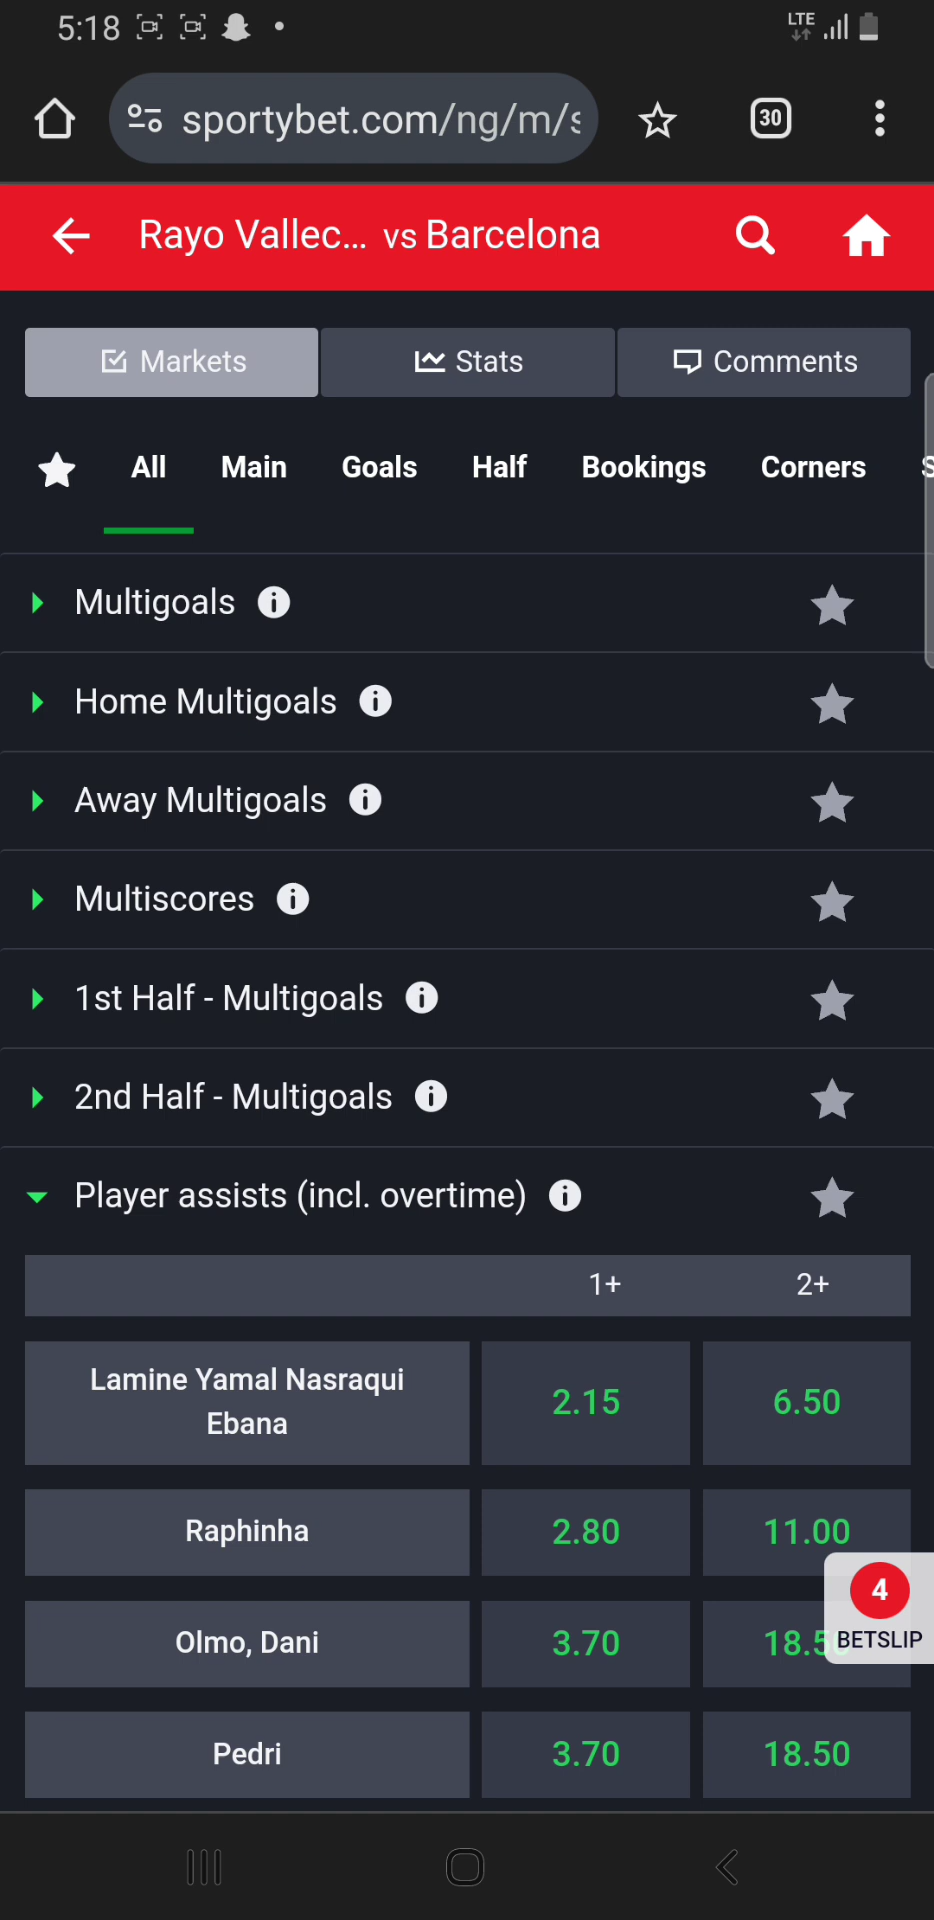 5:18
LTE
sportybet.com/ng/m/s
30
Rayo Vallec... vs Barcelona
Markets
Stats
Comments
All
Main
Goals
Half
Bookings
Corners
S
Multigoals
Home Multigoals
Away Multigoals
Multiscores
1st Half - Multigoals
2nd Half - Multigoals
Player assists (incl. overtime)
1+
2+
Lamine Yamal Nasraqui
Ebana
2.15
6.50
Raphinha
2.80
11.00
Olmo, Dani
3.70
18.5
4
BETSLIP
Pedri
3.70
18.50